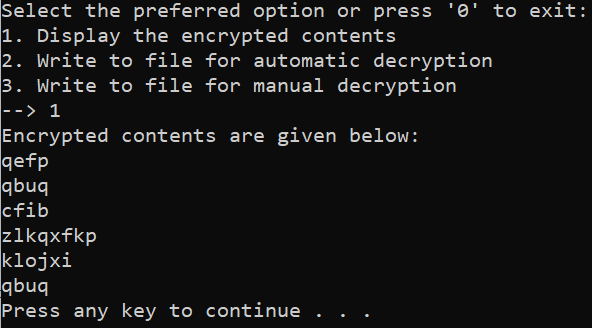 Select the preferred option or press '0' to exit:
1. Display the encrypted contents
2. Write to file for automatic decryption
3. Write to file for manual decryption
--> 1
Encrypted contents are given below:
qefp
qbuq
cfib
zlkqxfkp
klojxi
qbuq
Press any key to continue . . .